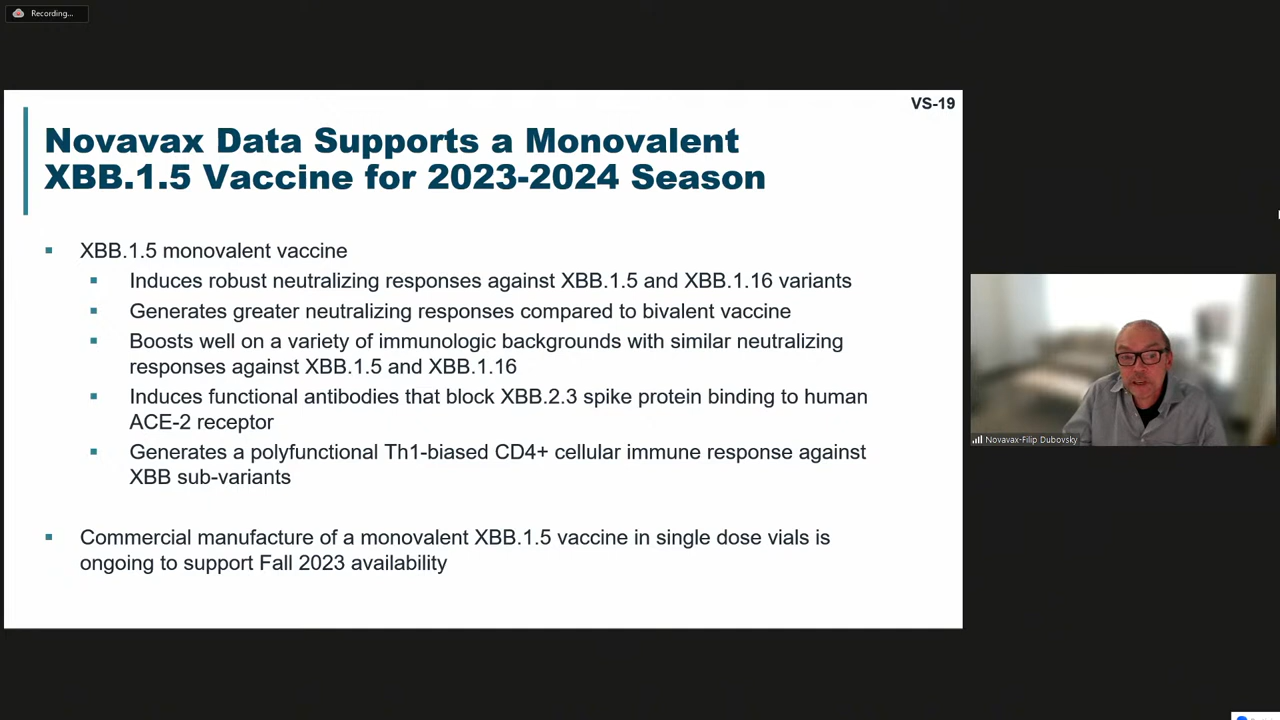 Recording...
VS-19
Novavax Data Supports a Monovalent
XBB.1.5 Vaccine for 2023-2024 Season
XBB.1.5 monovalent vaccine
Induces robust neutralizing responses against XBB.1.5 and XBB.1.16 variants
Generates greater neutralizing responses compared to bivalent vaccine
Boosts well on a variety of immunologic backgrounds with similar neutralizing
responses against XBB.1.5 and XBB.1.16
Induces functional antibodies that block XBB.2.3 spike protein binding to human
ACE-2 receptor
Generates a polyfunctional Th1-biased CD4+ cellular immune response against
XBB sub-variants
Commercial manufacture of a monovalent XBB.1.5 vaccine in single dose vials is
ongoing to support Fall 2023 availability
Novavax-Filip Dubovsky